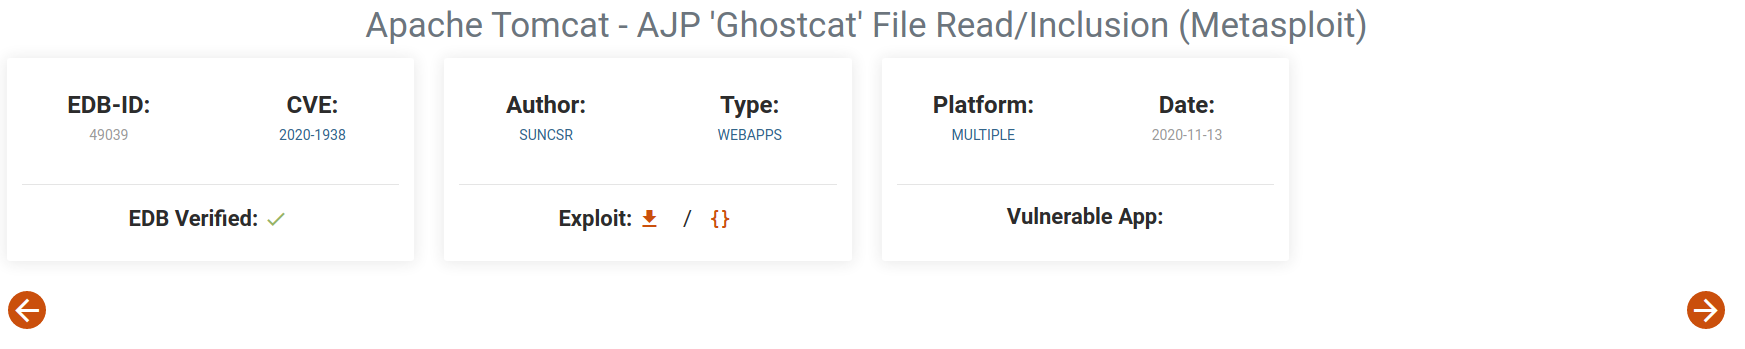 Apache Tomcat - AJP 'Ghostcat' File Read/Inclusion (Metasploit)
EDB-ID:
49039
CVE:
2020-1938
EDB Verified:
Author:
SUNCSR
Type:
WEBAPPS
Exploit: / {}
Platform:
MULTIPLE
Date:
2020-11-13
Vulnerable App: